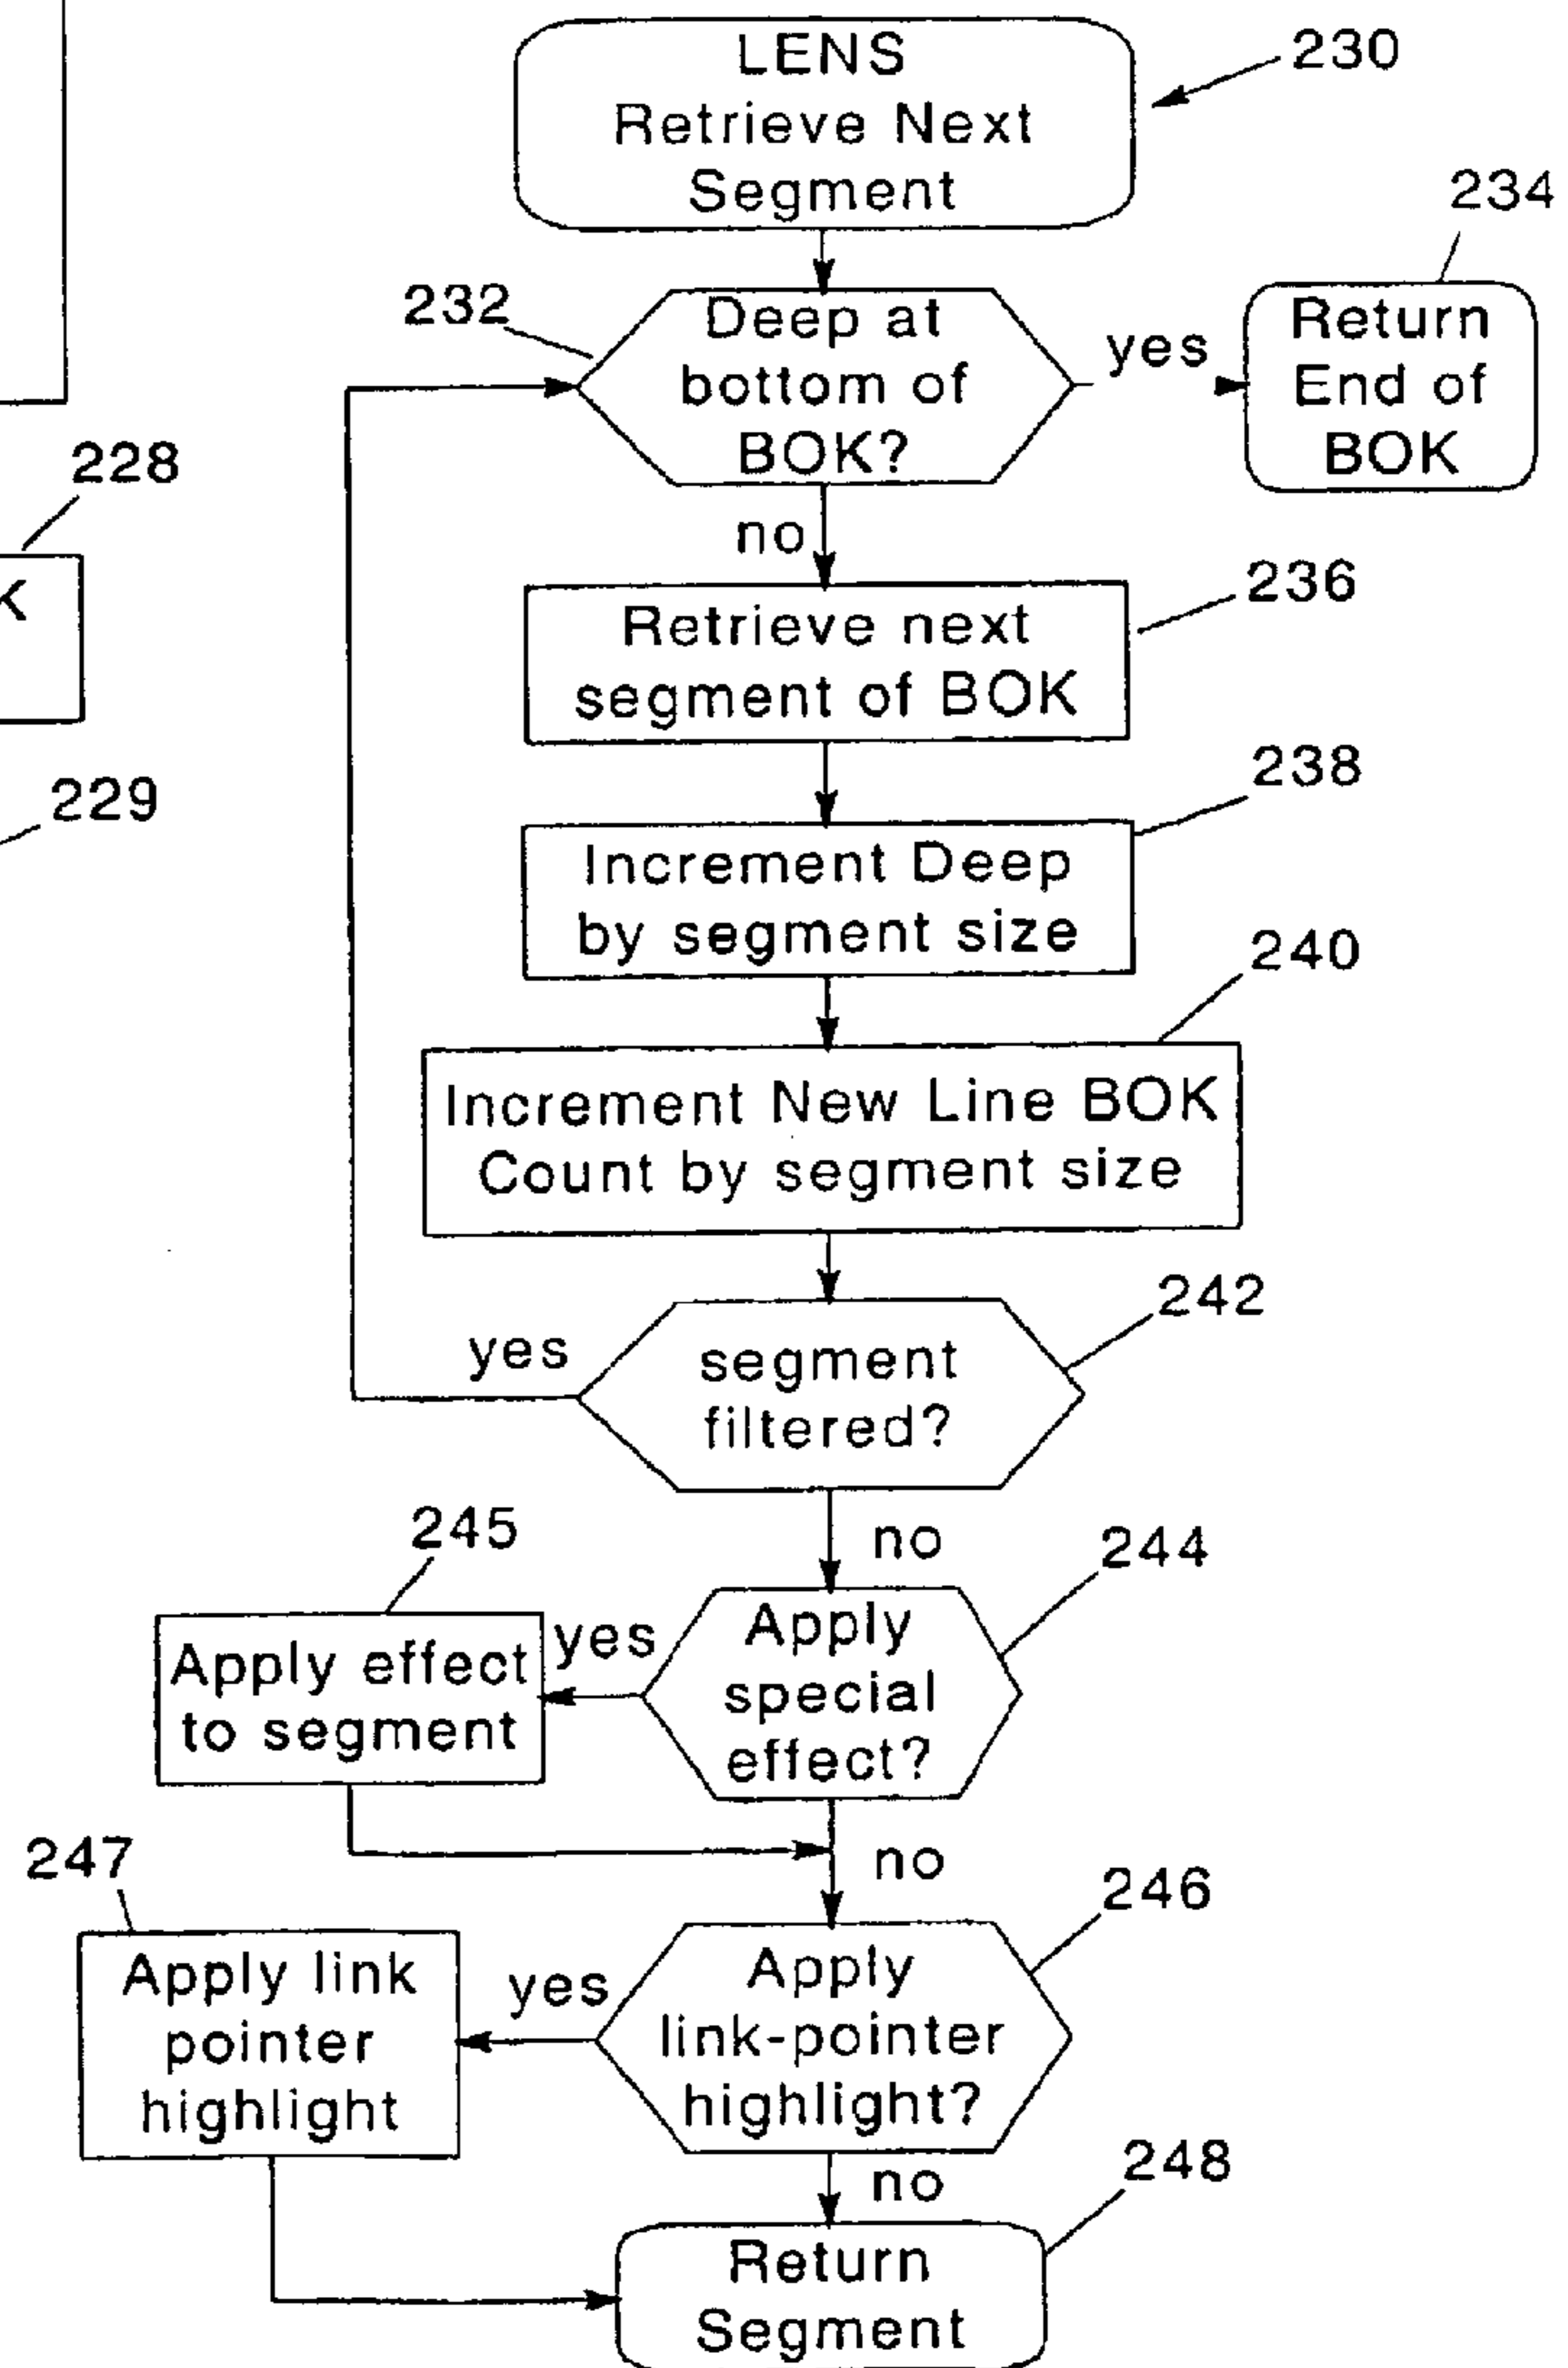 LENS
Retrieve Next
Segment
230
234
232
Deep at
bottom of
BOK?
yes
Return
End of
BOK
228
K
no
236
Retrieve next
segment of BOK
238
229
Increment Deep
by segment size
240
Increment New Line BOK
Count by segment size
242
yes
segment
filtered?
245
no
244
Apply effect
to segment
yes
Apply
special
effect?
247
no
246
Apply link
pointer
highlight
yes
Apply
link-pointer
highlight?
no
248
Return
Segment